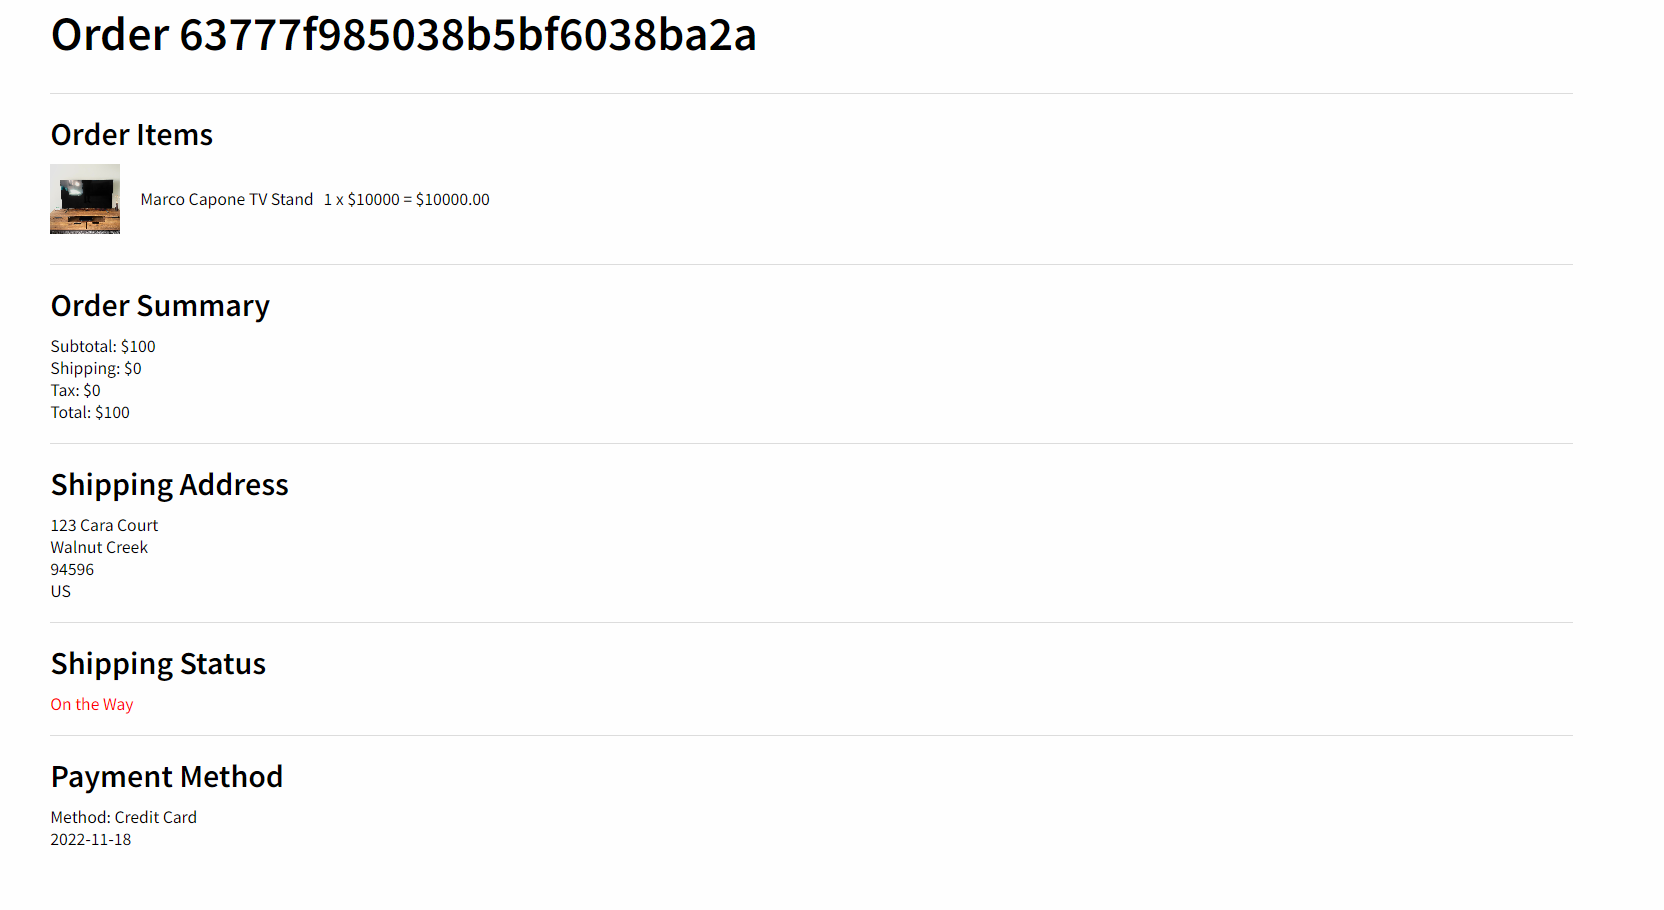 Order 63777f985038b5bf6038ba2a
Order Items
Marco Capone TV Stand 1 x $10000 = $10000.00
Order Summary
Subtotal: $100
Shipping: $0
Tax: $0
Total: $100
Shipping Address
123 Cara Court
Walnut Creek
94596
US
Shipping Status
On the Way
Payment Method
Method: Credit Card
2022-11-18